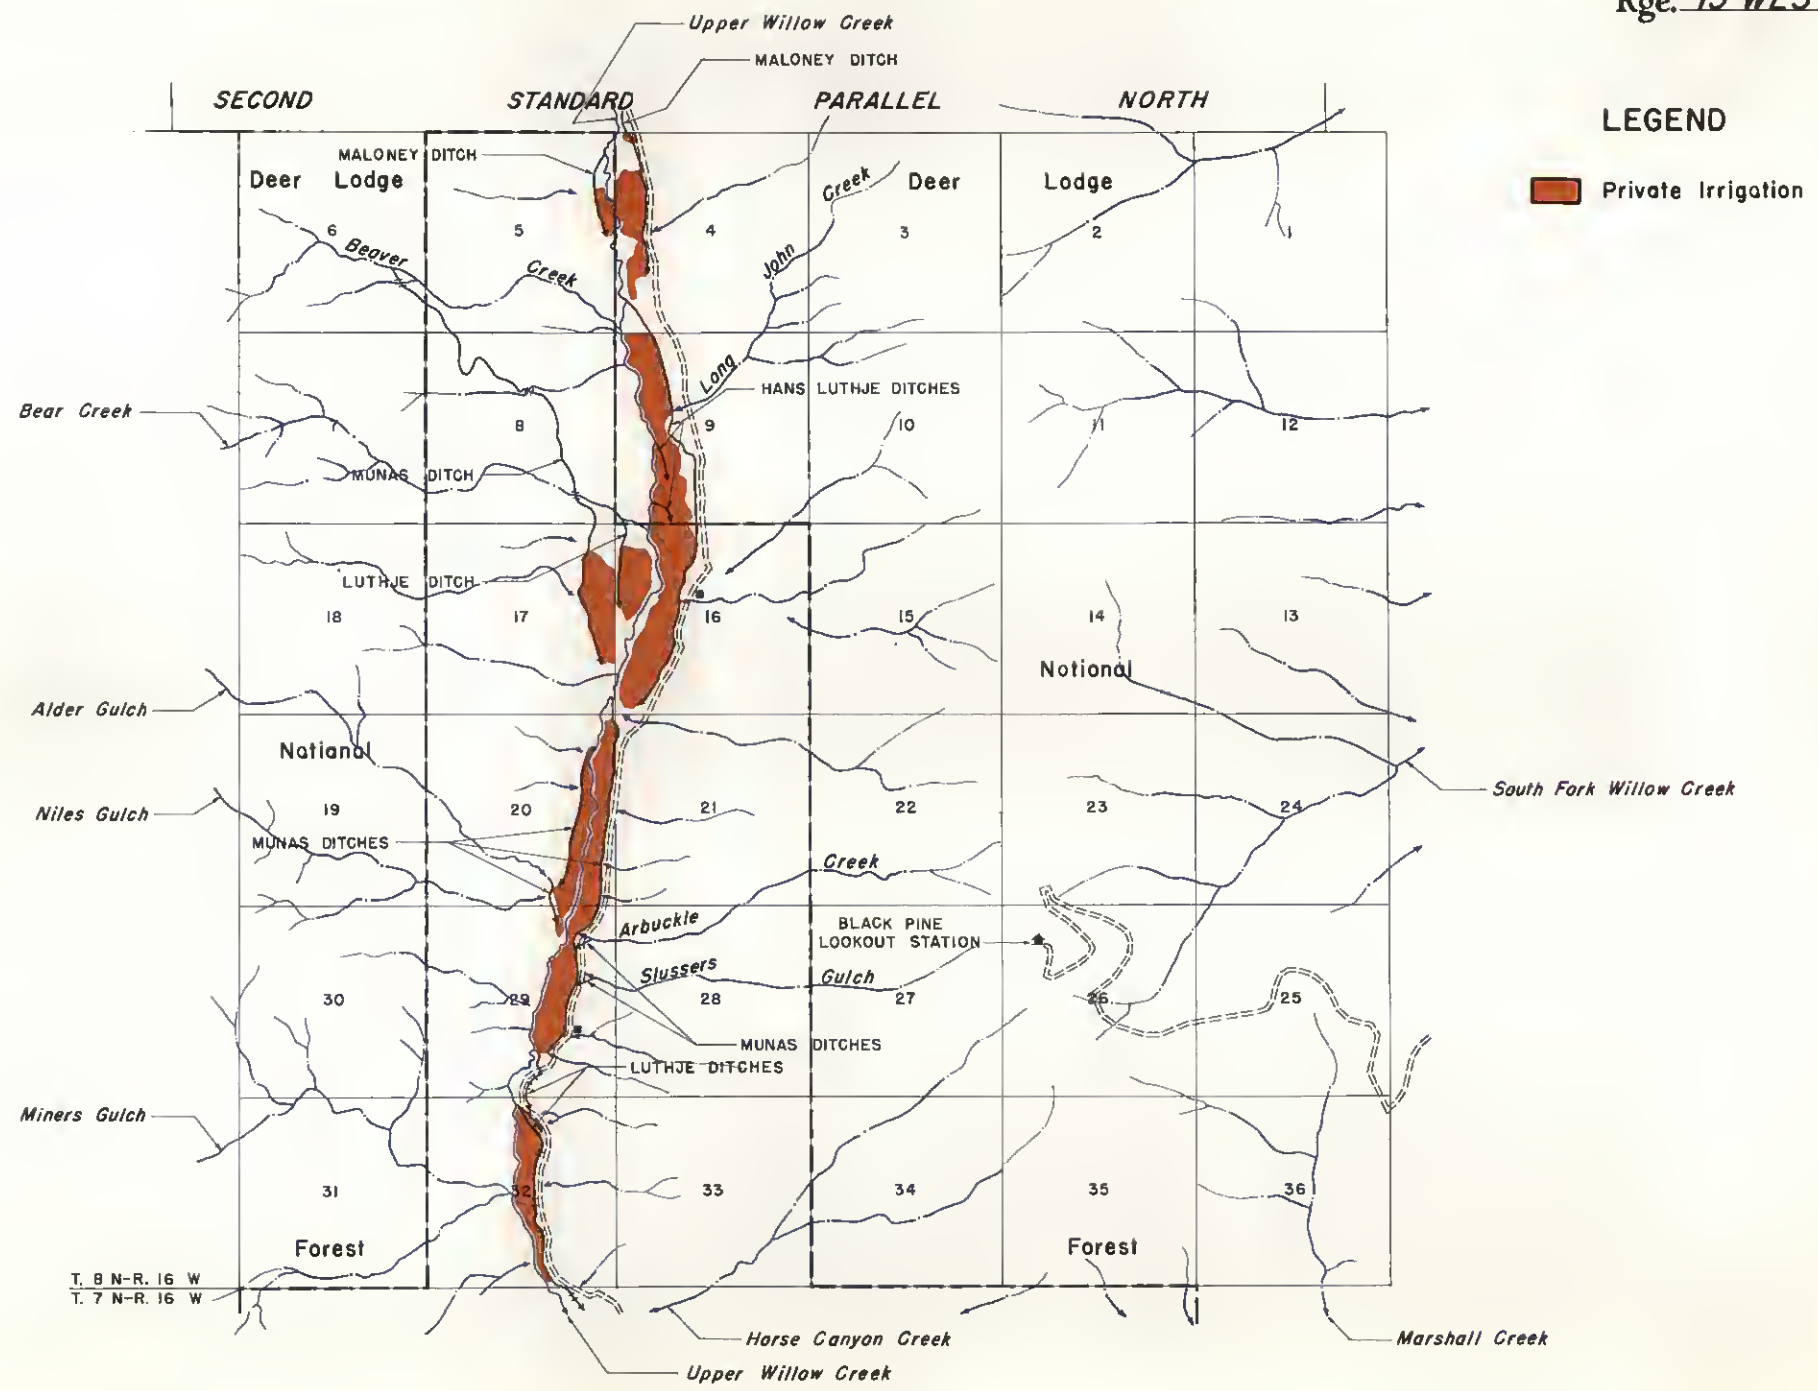 Rge.
Upper Willow Creek
MALONEY DITCH
SECOND STANDARD PARALLEL NORTH
LEGEND
Private Irrigation
MALONEY DITCH
Deer Lodge
Creek
Deer Lodge
6 5 4 3 2 1
Beaver Creek
John
Long
HANS LUTHJE DITCHES
Bear Creek
7 8 9 10 11 12
MUNAS DITCH
LUTHJE DITCH
18 17 16 15 14 13
National
Alder Gulch
National
South Fork Willow Creek
Niles Gulch
19 20 21 22 23 24
MUNAS DITCHES
Creek
Arbuckle
BLACK PINE
LOOKOUT STATION
Slussers Gulch
30 29 28 27 26 25
MUNAS DITCHES
LUTHJE DITCHES
Miners Gulch
31 32 33 34 35 36
Forest
Forest
T. 8 N-R. 16 W
T. 7 N-R. 16 W
Horse Canyon Creek
Marshall Creek
Upper Willow Creek